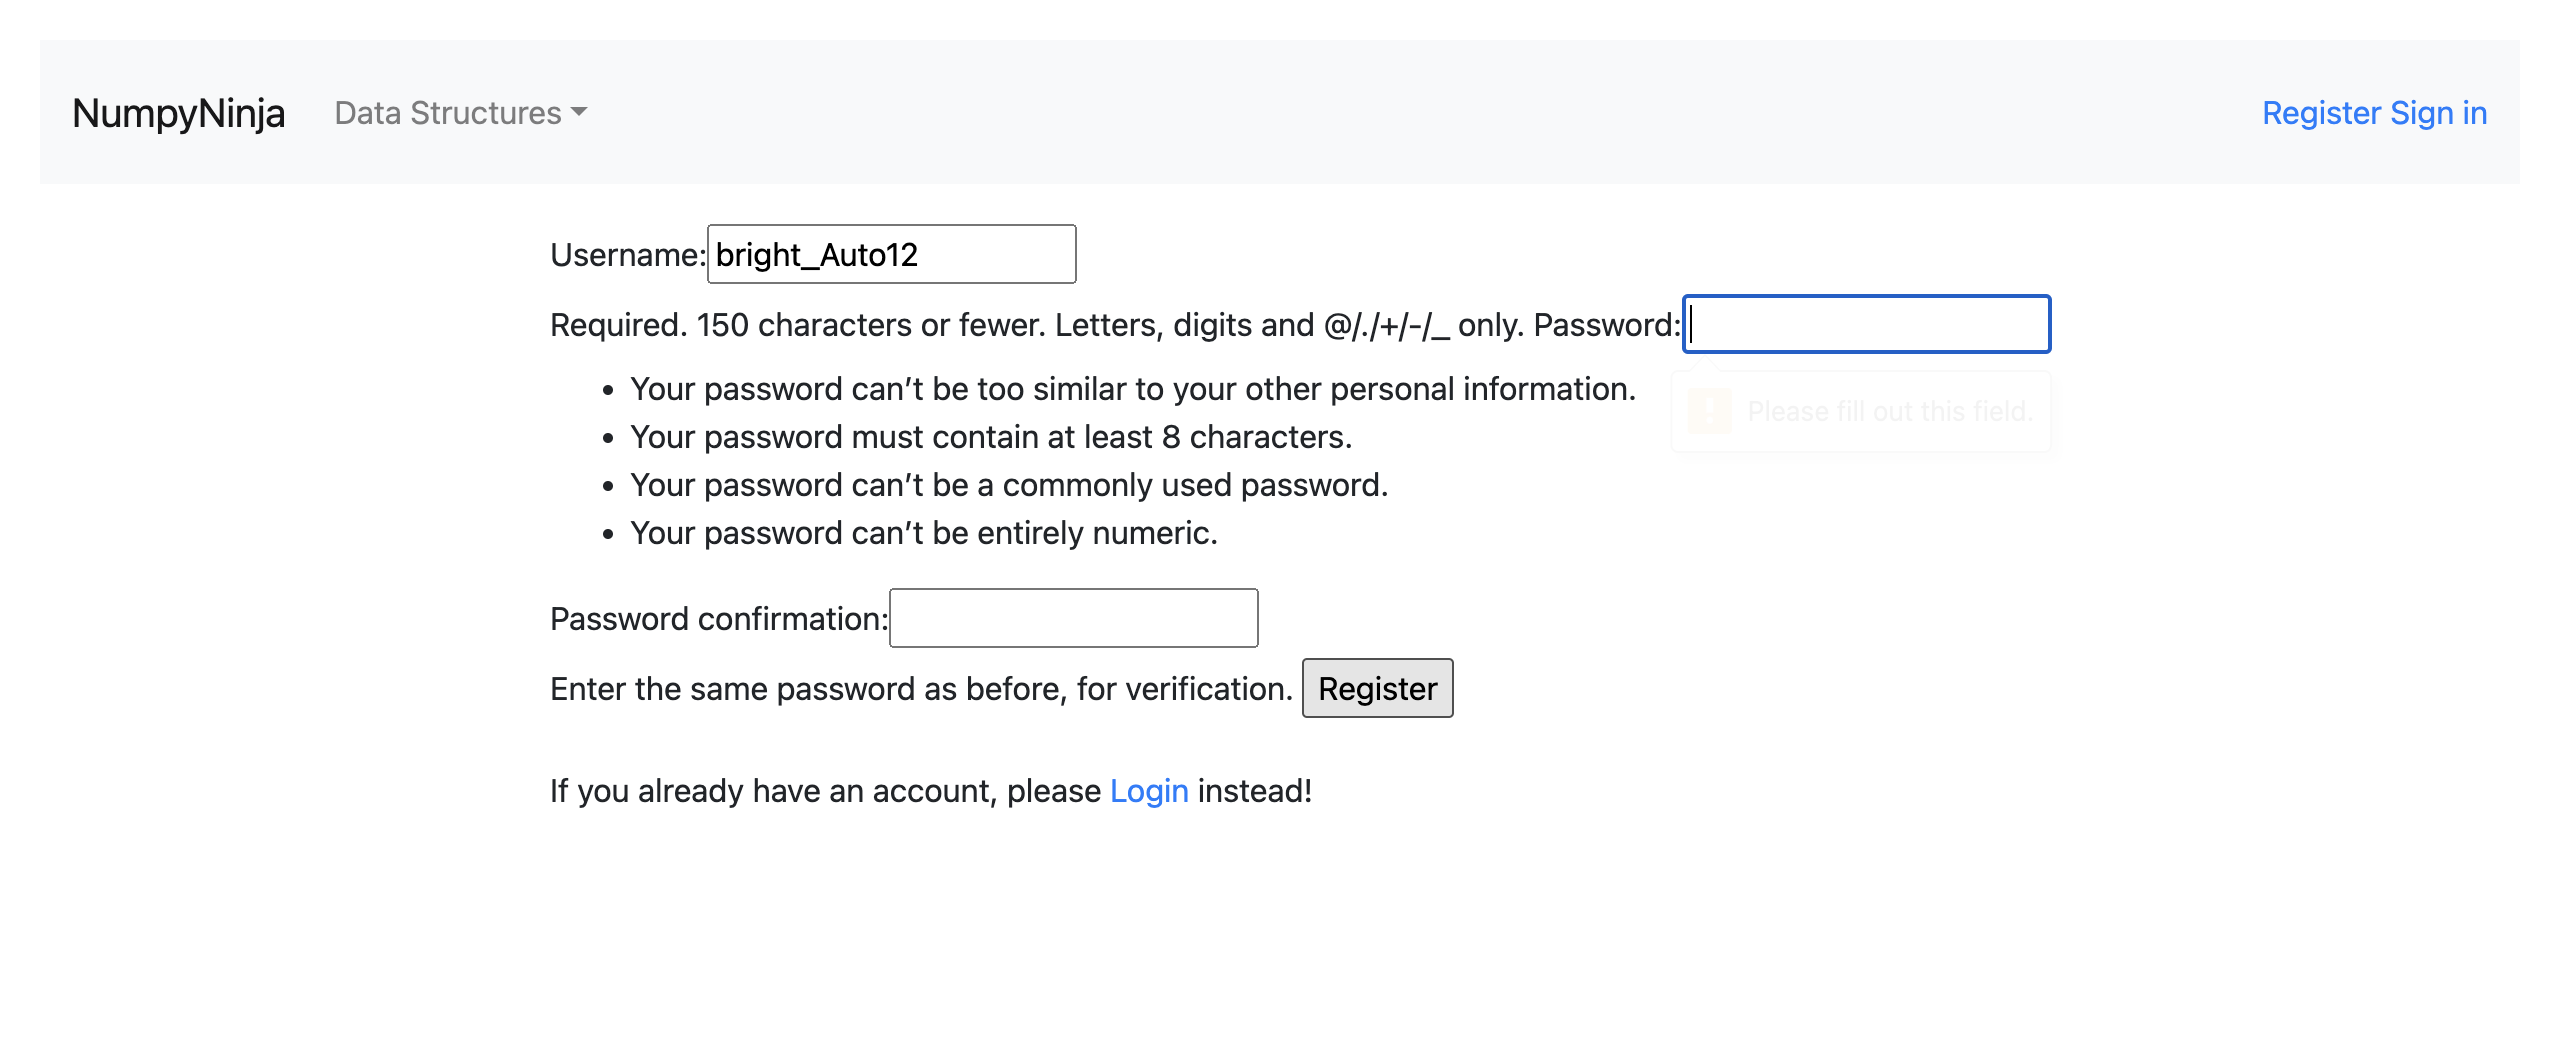 NumpyNinja Data Structures Register Sign in
Username: bright_Auto12
Required. 150 characters or fewer. Letters, digits and @/./+/-/_ only. Password:
• Your password can’t be too similar to your other personal information.
Please fill out this field.
• Your password must contain at least 8 characters.
• Your password can’t be a commonly used password.
• Your password can’t be entirely numeric.
Password confirmation:
Enter the same password as before, for verification. Register
If you already have an account, please Login instead!